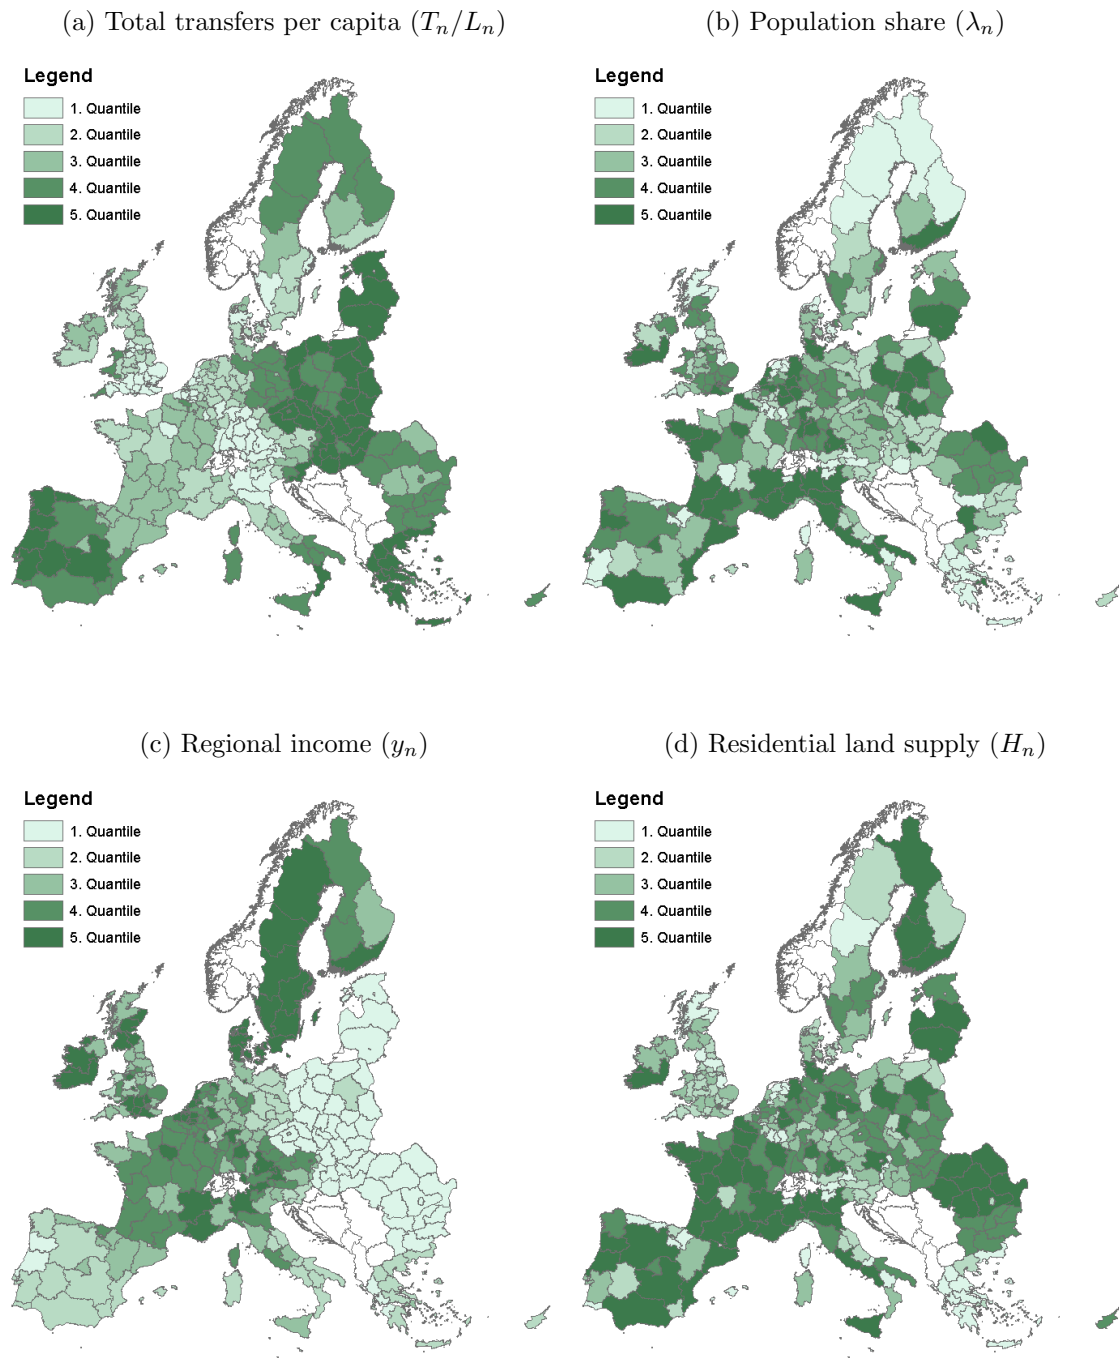 (a) Total transfers per capita (Tn/Ln)
Legend
1. Quantile
2. Quantile
3. Quantile
4. Quantile
5. Quantile
(b) Population share (λn)
Legend
1. Quantile
2. Quantile
3. Quantile
4. Quantile
5. Quantile
(c) Regional income (yn)
Legend
1. Quantile
2. Quantile
3. Quantile
4. Quantile
5. Quantile
(d) Residential land supply (Hn)
Legend
1. Quantile
2. Quantile
3. Quantile
4. Quantile
5. Quantile